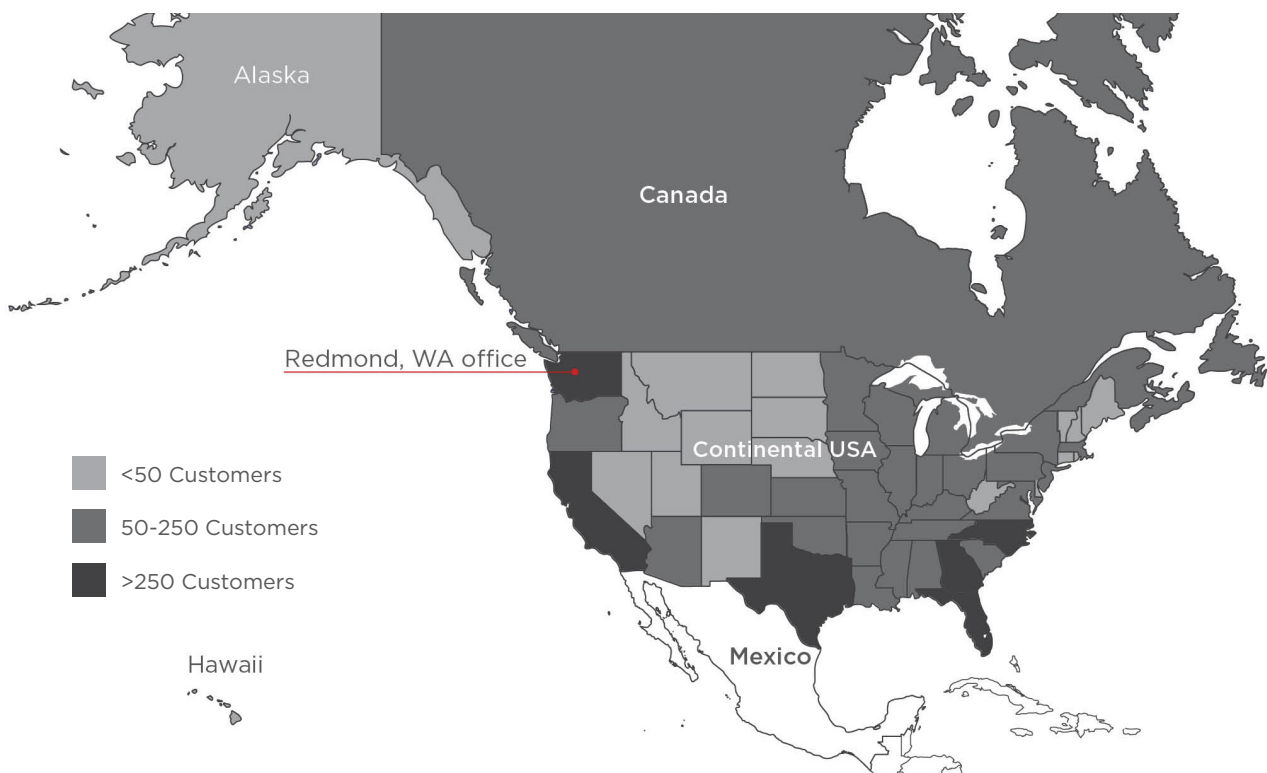 Alaska
Canada
Redmond, WA office
Continental USA
<50 Customers
50-250 Customers
>250 Customers
Hawaii
Mexico